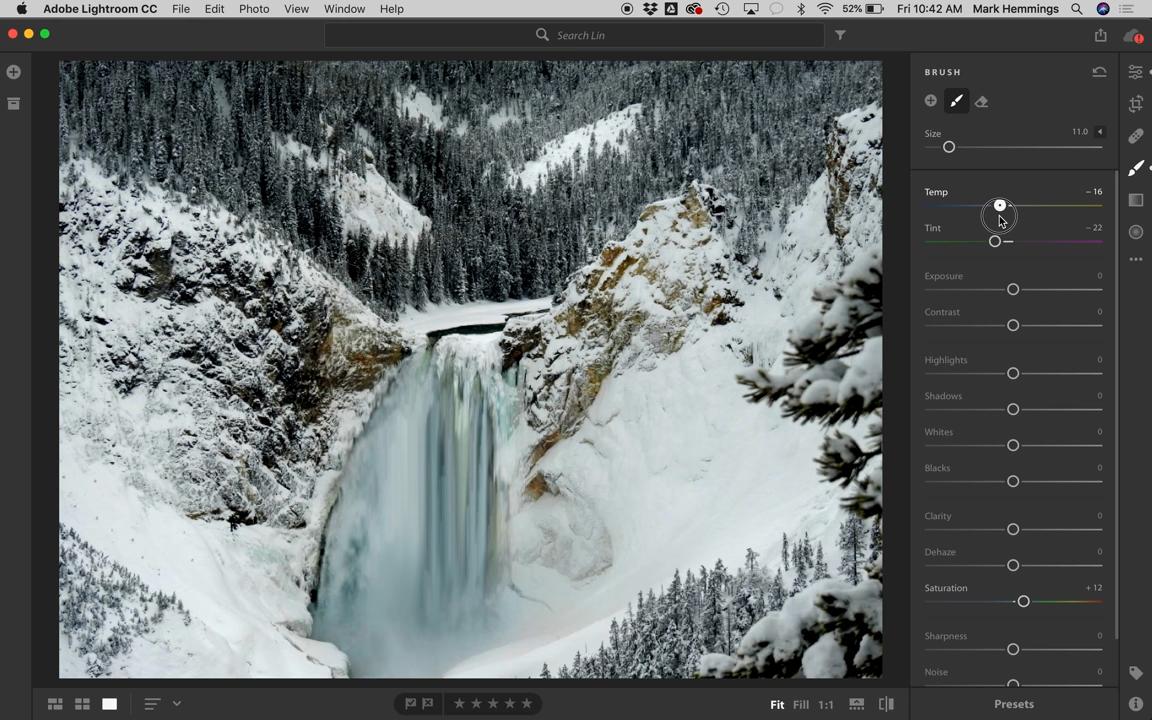 Adobe Lightroom CC File Edit Photo View Window Help 52% Fri 10:42 AM Mark Hemmings
Search Lin
BRUSH
Size 11.0
Temp – 16
Tint – 22
Exposure 0
Contrast 0
Highlights 0
Shadows 0
Whites 0
Blacks 0
Clarity 0
Dehaze 0
Saturation + 12
Sharpness 0
Noise 0
Fit Fill 1:1 Presets